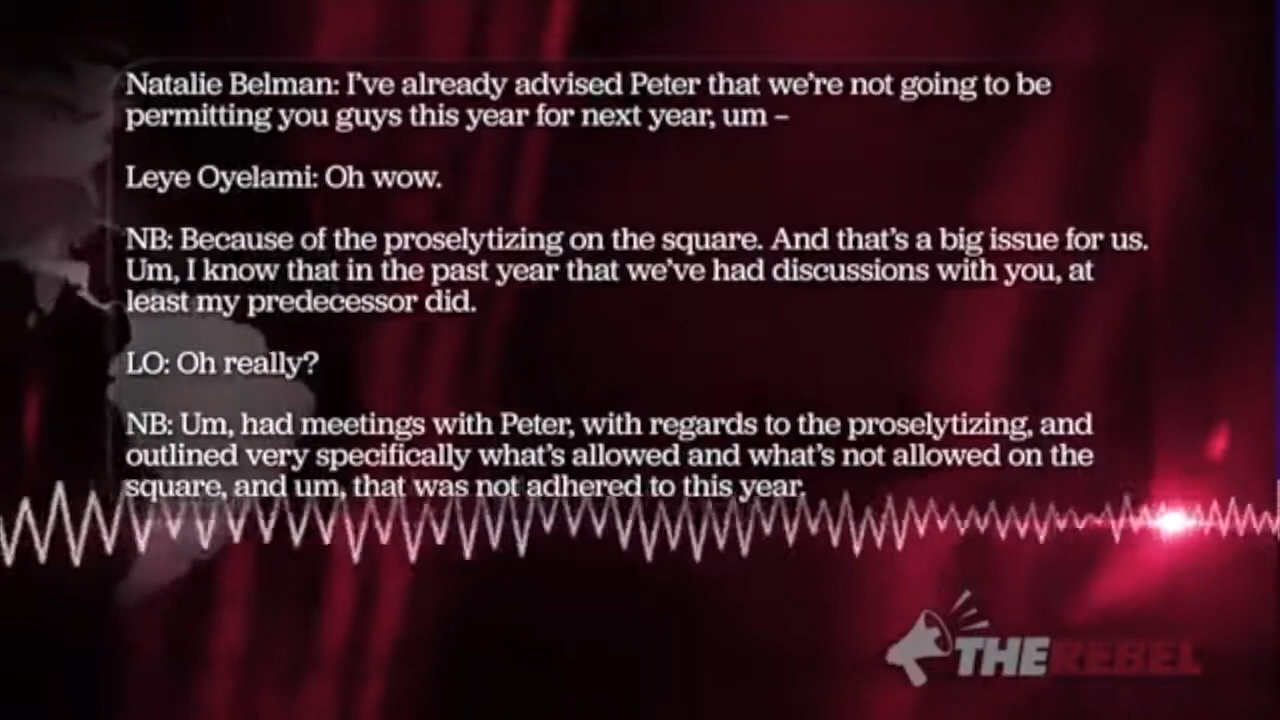 Natalie Belman: I've already advised Peter that we're not going to be
permitting you guys this year for next year, um –
Leye Oyelami: Oh wow.
NB: Because of the proselytizing on the square. And that's a big issue for us.
Um, I know that in the past year that we've had discussions with you, at
least my predecessor did.
LO: Oh really?
NB: Um, had meetings with Peter, with regards to the proselytizing, and
outlined very specifically what's allowed and what's not allowed on the
square, and um, that was not adhered to this year.
THE REBEL